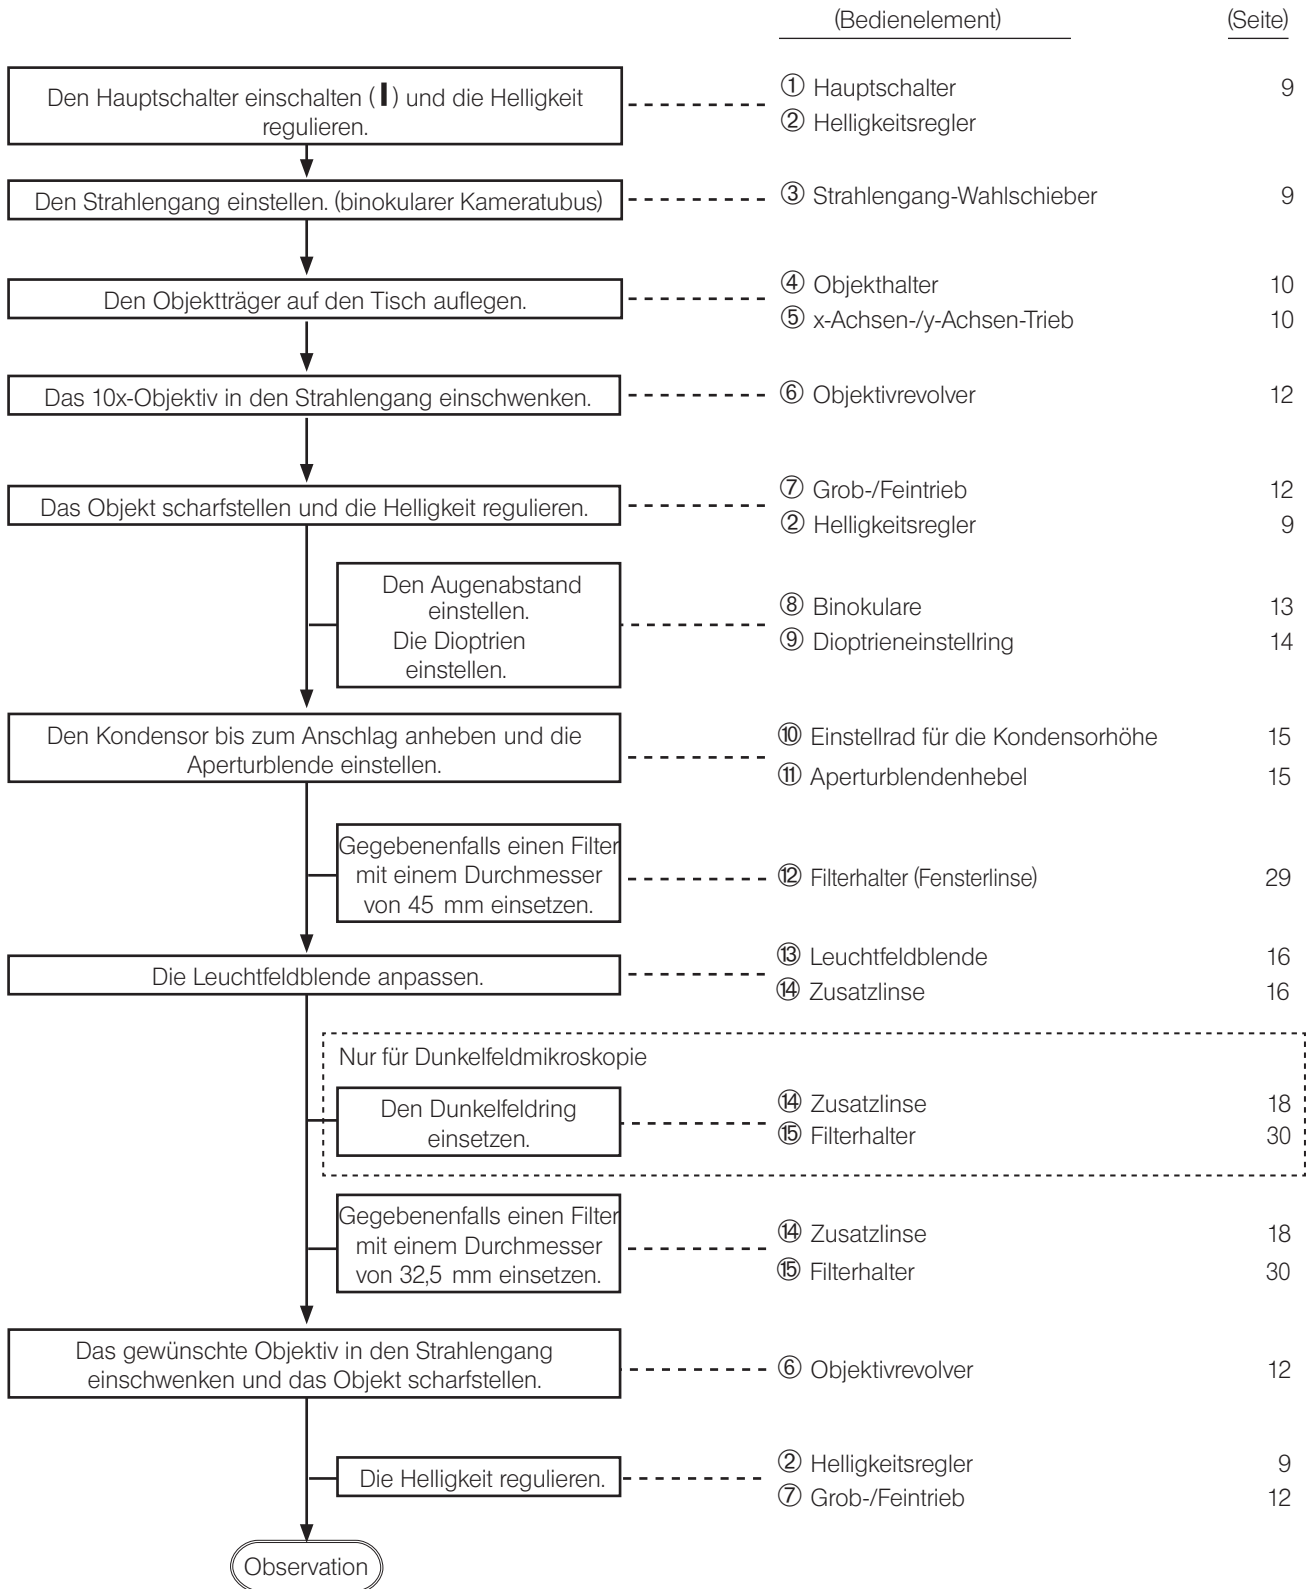 (Bedienelement) (Seite)
Den Hauptschalter einschalten (I) und die Helligkeit
regulieren.
① Hauptschalter 9
② Helligkeitsregler
Den Strahlengang einstellen. (binokularer Kameratubus)
③ Strahlengang-Wahlschieber 9
Den Objektträger auf den Tisch auflegen.
④ Objekthalter 10
⑤ x-Achsen-/y-Achsen-Trieb 10
Das 10x-Objektiv in den Strahlengang einschwenken.
⑥ Objektivrevolver 12
Das Objekt scharfstellen und die Helligkeit regulieren.
⑦ Grob-/Feintrieb 12
② Helligkeitsregler 9
Den Augenabstand
einstellen.
Die Dioptrien
einstellen.
⑧ Binokulare 13
⑨ Dioptrieneinstellring 14
Den Kondensor bis zum Anschlag anheben und die
Aperturblende einstellen.
⑩ Einstellrad für die Kondensorhöhe 15
⑪ Aperturblendenhebel 15
Gegebenenfalls einen Filter
mit einem Durchmesser
von 45 mm einsetzen.
⑫ Filterhalter (Fensterlinse) 29
Die Leuchtfeldblende anpassen.
⑬ Leuchtfeldblende 16
⑭ Zusatzlinse 16
Nur für Dunkelfeldmikroskopie
Den Dunkelfeldring
einsetzen.
⑭ Zusatzlinse 18
⑮ Filterhalter 30
Gegebenenfalls einen Filter
mit einem Durchmesser
von 32,5 mm einsetzen.
⑭ Zusatzlinse 18
⑮ Filterhalter 30
Das gewünschte Objektiv in den Strahlengang
einschwenken und das Objekt scharfstellen.
⑥ Objektivrevolver 12
Die Helligkeit regulieren.
② Helligkeitsregler 9
⑦ Grob-/Feintrieb 12
Observation